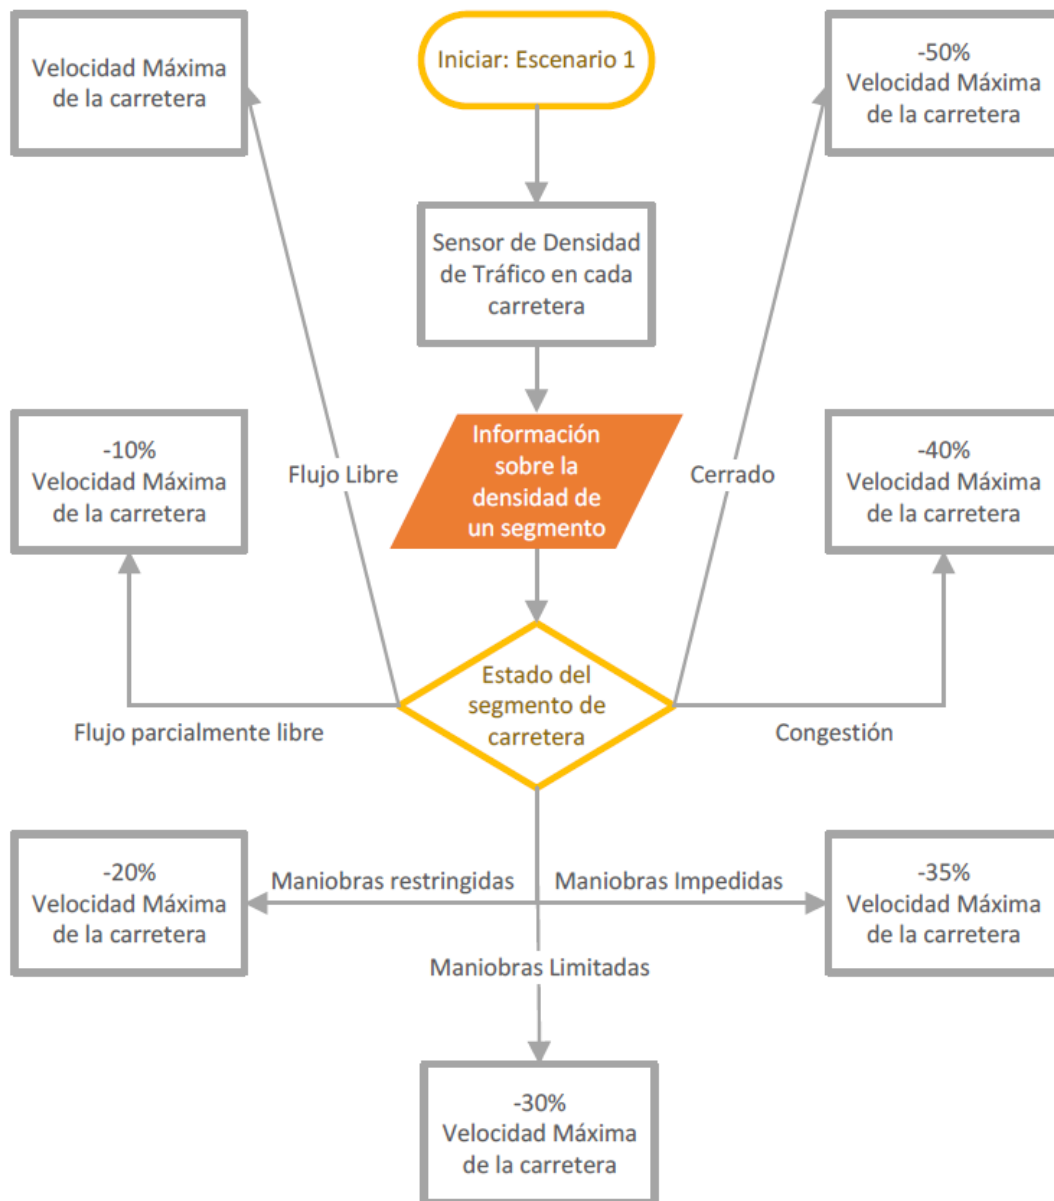 Velocidad Máxima
de la carretera
Iniciar: Escenario 1
-50%
Velocidad Máxima
de la carretera
Sensor de Densidad
de Tráfico en cada
carretera
-10%
Velocidad Máxima
de la carretera
Flujo Libre
Información
sobre la
densidad de
un segmento
Cerrado
-40%
Velocidad Máxima
de la carretera
Estado del
segmento de
carretera
Flujo parcialmente libre
Congestión
-20%
Velocidad Máxima
de la carretera
Maniobras restringidas
Maniobras Impedidas
-35%
Velocidad Máxima
de la carretera
Maniobras Limitadas
-30%
Velocidad Máxima
de la carretera